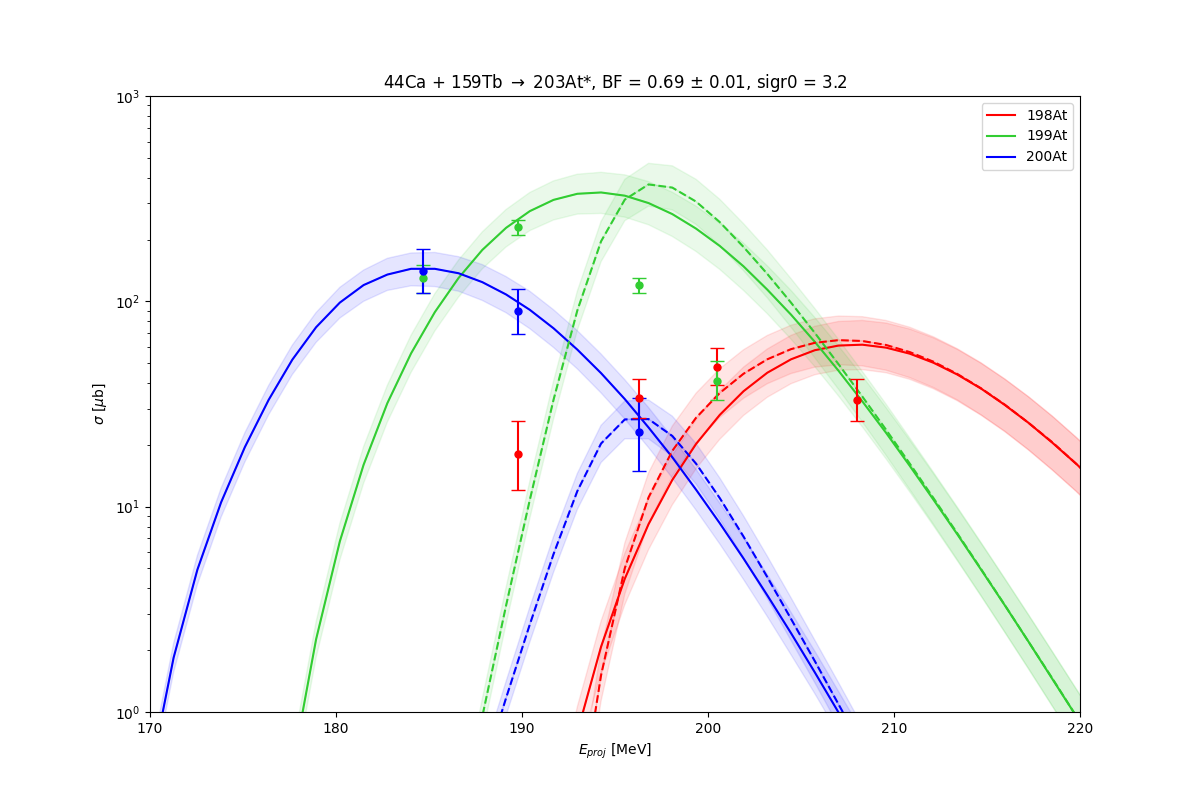 44Ca + 159Tb → 203At*, BF = 0.69 ± 0.01, sigr0 = 3.2
198At
199At
200At
10³
10²
10¹
10⁰
σ [μb]
170 180 190 200 210 220
E_proj [MeV]